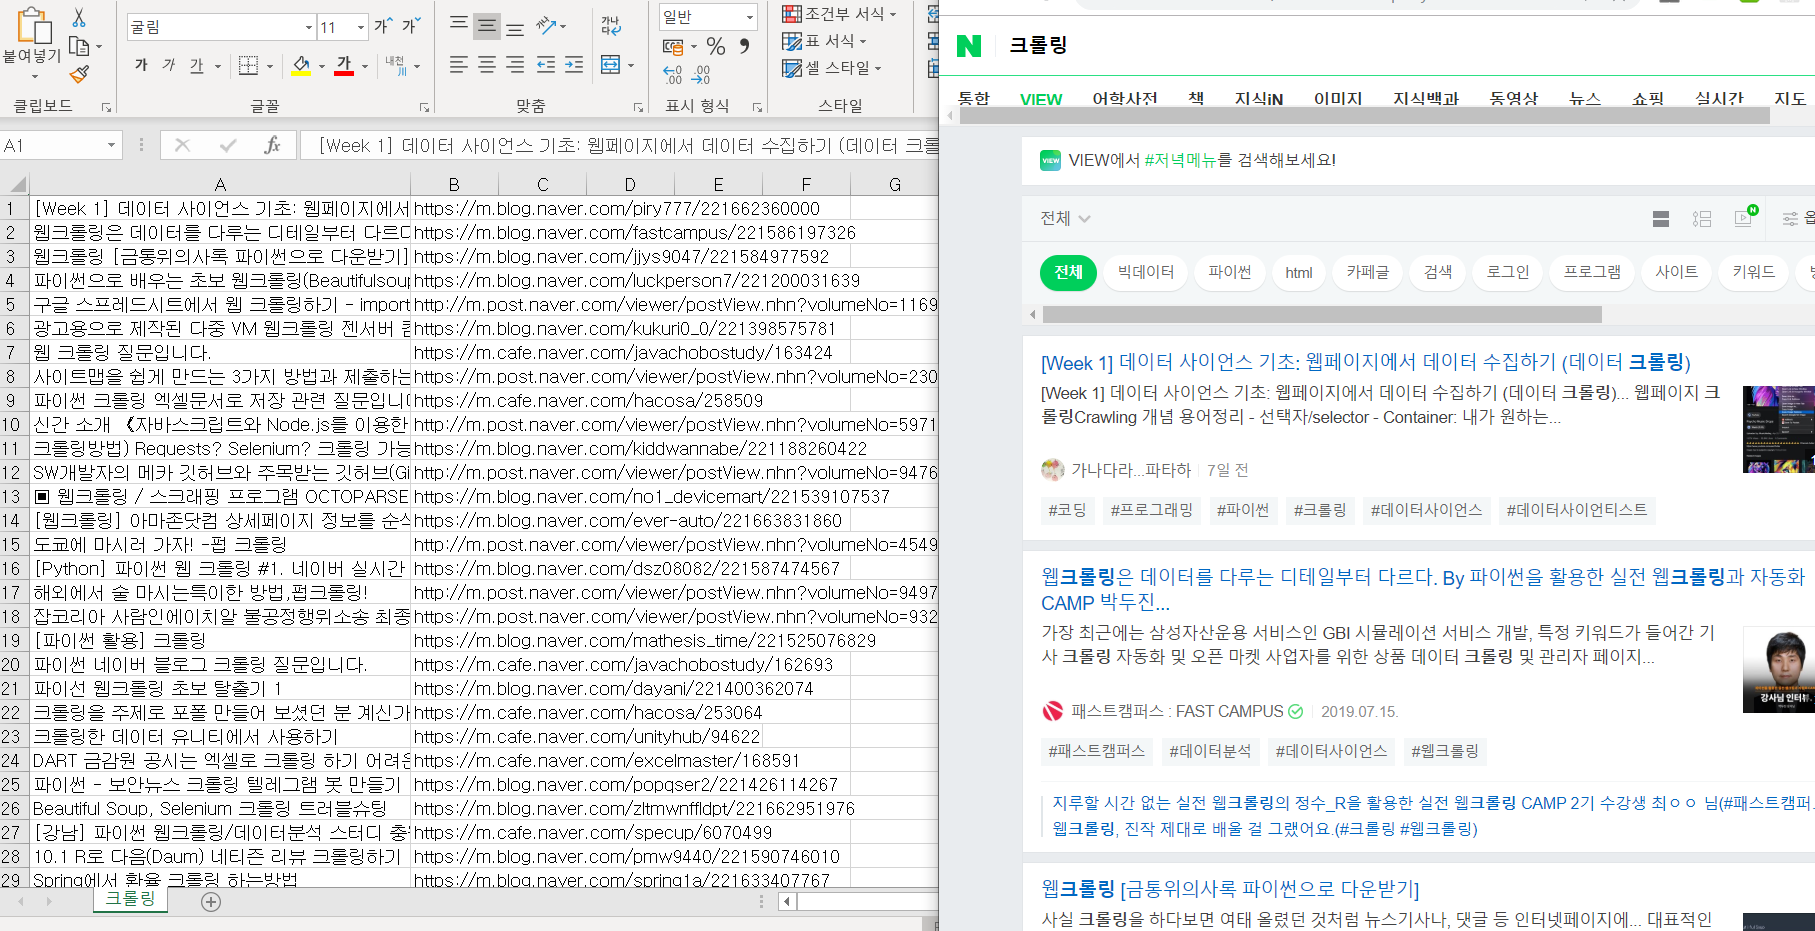 붙여넣기
클립보드
굴림 11 가 가
가 가 가 가 내천 川
글꼴
가나다
맞춤
일반
% 9
표시 형식
조건부 서식
표 서식
셀 스타일
스타일
A1 fx [Week 1] 데이터 사이언스 기초: 웹페이지에서 데이터 수집하기 (데이터 크롤
A B C D E F G
1 [Week 1] 데이터 사이언스 기초: 웹페이지에서 https://m.blog.naver.com/piry777/221662360000
2 웹크롤링은 데이터를 다루는 디테일부터 다르다 https://m.blog.naver.com/fastcampus/221586197326
3 웹크롤링 [금통위의사록 파이썬으로 다운받기] https://m.blog.naver.com/jjys9047/221584977592
4 파이썬으로 배우는 초보 웹크롤링(Beautifulsoup https://m.blog.naver.com/luckperson7/221200031639
5 구글 스프레드시트에서 웹 크롤링하기 - import https://m.post.naver.com/viewer/postView.nhn?volumeNo=1169
6 광고용으로 제작된 다중 VM 웹크롤링 젠서버 컴 https://m.blog.naver.com/kukuri0_0/221398575781
7 웹 크롤링 질문입니다. https://m.cafe.naver.com/javachobostudy/163424
8 사이트맵을 쉽게 만드는 3가지 방법과 제출하는 https://m.post.naver.com/viewer/postView.nhn?volumeNo=230
9 파이썬 크롤링 엑셀문서로 저장 관련 질문입니다 https://m.cafe.naver.com/hacosa/258509
10 신간 소개 《자바스크립트와 Node.js를 이용한 https://m.post.naver.com/viewer/postView.nhn?volumeNo=5971
11 크롤링방법) Requests? Selenium? 크롤링 가능 https://m.blog.naver.com/kiddwannabe/221188260422
12 SW개발자의 메카 깃허브와 주목받는 깃허브(Gi https://m.post.naver.com/viewer/postView.nhn?volumeNo=9476
13 ▣ 웹크롤링 / 스크래핑 프로그램 OCTOPARSE https://m.blog.naver.com/no1_devicemart/221539107537
14 [웹크롤링] 아마존닷컴 상세페이지 정보를 순식 https://m.blog.naver.com/ever-auto/221663831860
15 도쿄에 마시러 가자! -펍 크롤링 http://m.post.naver.com/viewer/postView.nhn?volumeNo=4549
16 [Python] 파이썬 웹 크롤링 #1. 네이버 실시간 https://m.blog.naver.com/dsz08082/221587474567
17 해외에서 술 마시는특이한 방법,펍크롤링! http://m.post.naver.com/viewer/postView.nhn?volumeNo=9497
18 잡코리아 사람인에이치알 불공정행위소송 최종 https://m.post.naver.com/viewer/postView.nhn?volumeNo=932
19 [파이썬 활용] 크롤링 https://m.blog.naver.com/mathesis_time/221525076829
20 파이썬 네이버 블로그 크롤링 질문입니다. https://m.cafe.naver.com/javachobostudy/162693
21 파이선 웹크롤링 초보 탈출기 1 https://m.blog.naver.com/dayani/221400362074
22 크롤링을 주제로 포폴 만들어 보셨던 분 계신가 https://m.cafe.naver.com/hacosa/253064
23 크롤링한 데이터 유니티에서 사용하기 https://m.cafe.naver.com/unityhub/94622
24 DART 금감원 공시는 엑셀로 크롤링 하기 어려운 https://m.cafe.naver.com/excelmaster/168591
25 파이썬 - 보안뉴스 크롤링 텔레그램 봇 만들기 https://m.blog.naver.com/popqser2/221426114267
26 Beautiful Soup, Selenium 크롤링 트러블슈팅 https://m.blog.naver.com/zltmwnffldpt/221662951976
27 [강남] 파이썬 웹크롤링/데이터분석 스터디 충 https://m.cafe.naver.com/specup/6070499
28 10.1 R로 다음(Daum) 네티즌 리뷰 크롤링하기 https://m.blog.naver.com/pmw9440/221590746010
29 Spring에서 환율 크롤링 하는방법 https://m.blog.naver.com/spring1a/221633407767
크롤링
N 크롤링
통합 VIEW 어학사전 책 지식iN 이미지 지식백과 동영상 뉴스 쇼핑 실시간 지도
VIEW VIEW에서 #저녁메뉴를 검색해보세요!
전체 N 옵
전체 빅데이터 파이썬 html 카페글 검색 로그인 프로그램 사이트 키워드
[Week 1] 데이터 사이언스 기초: 웹페이지에서 데이터 수집하기 (데이터 크롤링)
[Week 1] 데이터 사이언스 기초: 웹페이지에서 데이터 수집하기 (데이터 크롤링)... 웹페이지 크
롤링Crawling 개념 용어정리 - 선택자/selector - Container: 내가 원하는...
가나다라...파타하 7일 전
#코딩 #프로그래밍 #파이썬 #크롤링 #데이터사이언스 #데이터사이언티스트
웹크롤링은 데이터를 다루는 디테일부터 다르다. By 파이썬을 활용한 실전 웹크롤링과 자동화
CAMP 박두진...
가장 최근에는 삼성자산운용 서비스인 GBI 시뮬레이션 서비스 개발, 특정 키워드가 들어간 기
사 크롤링 자동화 및 오픈 마켓 사업자를 위한 상품 데이터 크롤링 및 관리자 페이지...
강사님 인터뷰
패스트캠퍼스 : FAST CAMPUS 2019.07.15.
#패스트캠퍼스 #데이터분석 #데이터사이언스 #웹크롤링
지루할 시간 없는 실전 웹크롤링의 정수_R을 활용한 실전 웹크롤링 CAMP 2기 수강생 최ㅇㅇ 님(#패스트캠퍼...
웹크롤링, 진작 제대로 배울 걸 그랬어요.(#크롤링 #웹크롤링)
웹크롤링 [금통위의사록 파이썬으로 다운받기]
사실 크롤링을 하다보면 여태 올렸던 것처럼 뉴스기사나, 댓글 등 인터넷페이지에... 대표적인